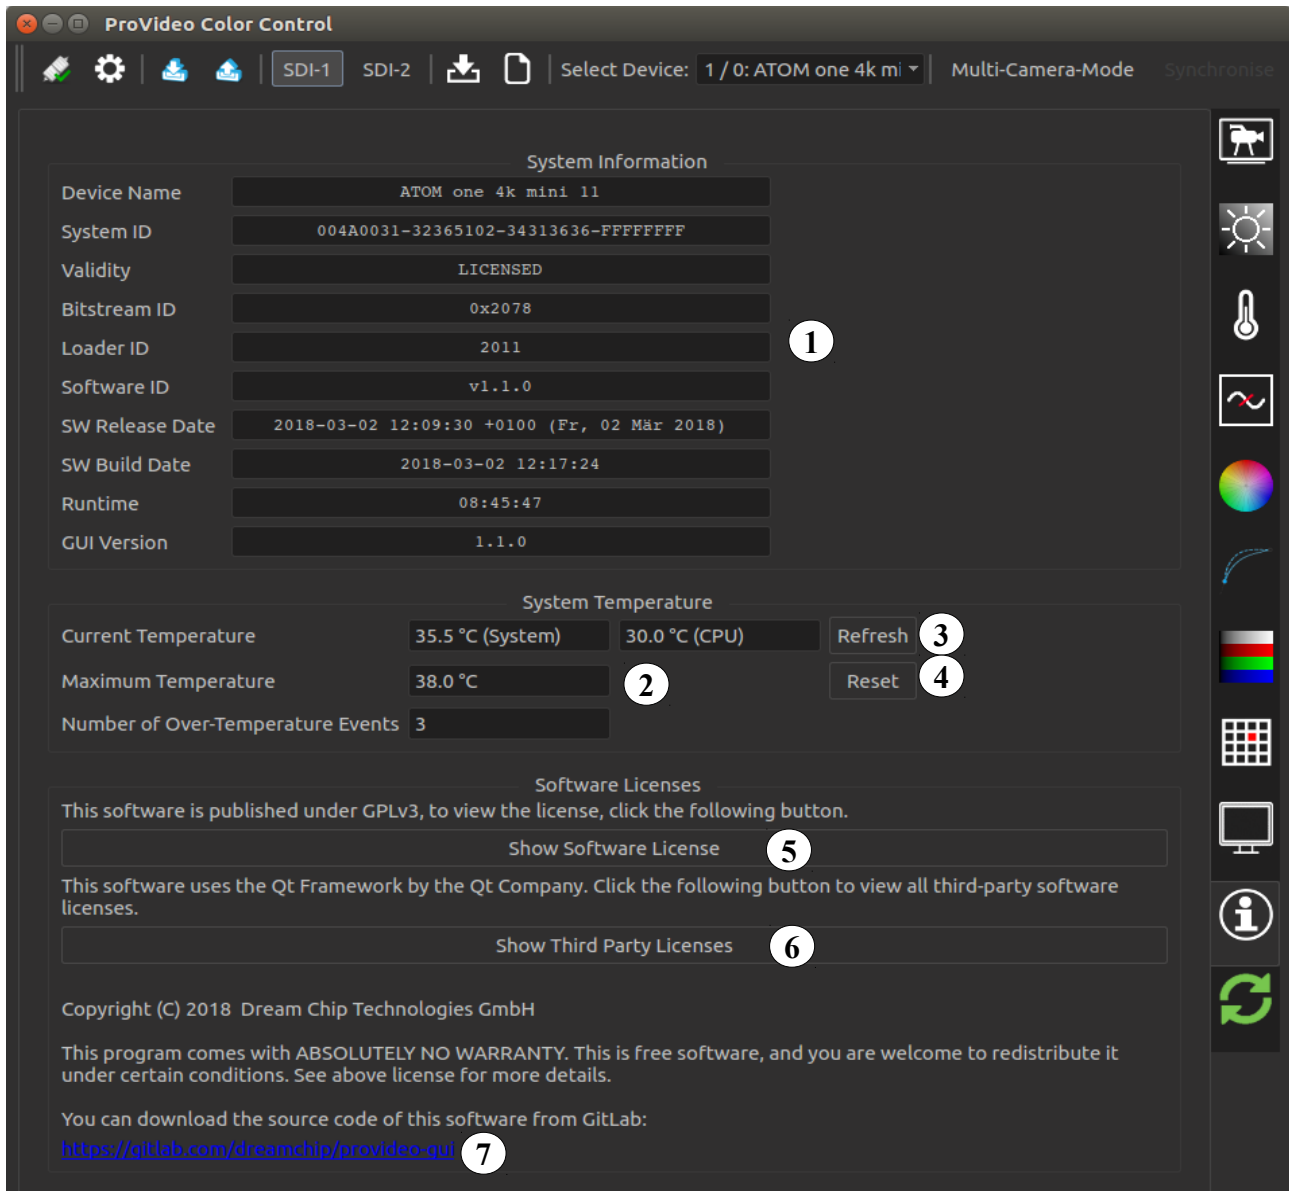 ProVideo Color Control
SDI-1 SDI-2 Select Device: 1 / 0: ATOM one 4k mi Multi-Camera-Mode Synchronise
System Information
Device Name ATOM one 4k mini 11
System ID 004A0031-32365102-34313636-FFFFFFFF
Validity LICENSED
Bitstream ID 0x2078
Loader ID 2011
1
Software ID v1.1.0
SW Release Date 2018-03-02 12:09:30 +0100 (Fr, 02 Mär 2018)
SW Build Date 2018-03-02 12:17:24
Runtime 08:45:47
GUI Version 1.1.0
System Temperature
Current Temperature 35.5 °C (System) 30.0 °C (CPU) Refresh 3
Maximum Temperature 38.0 °C 2 Reset 4
Number of Over-Temperature Events 3
Software Licenses
This software is published under GPLv3, to view the license, click the following button.
Show Software License 5
This software uses the Qt Framework by the Qt Company. Click the following button to view all third-party software
licenses.
Show Third Party Licenses 6
Copyright (C) 2018 Dream Chip Technologies GmbH
This program comes with ABSOLUTELY NO WARRANTY. This is free software, and you are welcome to redistribute it
under certain conditions. See above license for more details.
You can download the source code of this software from GitLab:
https://gitlab.com/dreamchip/provideo-gui 7